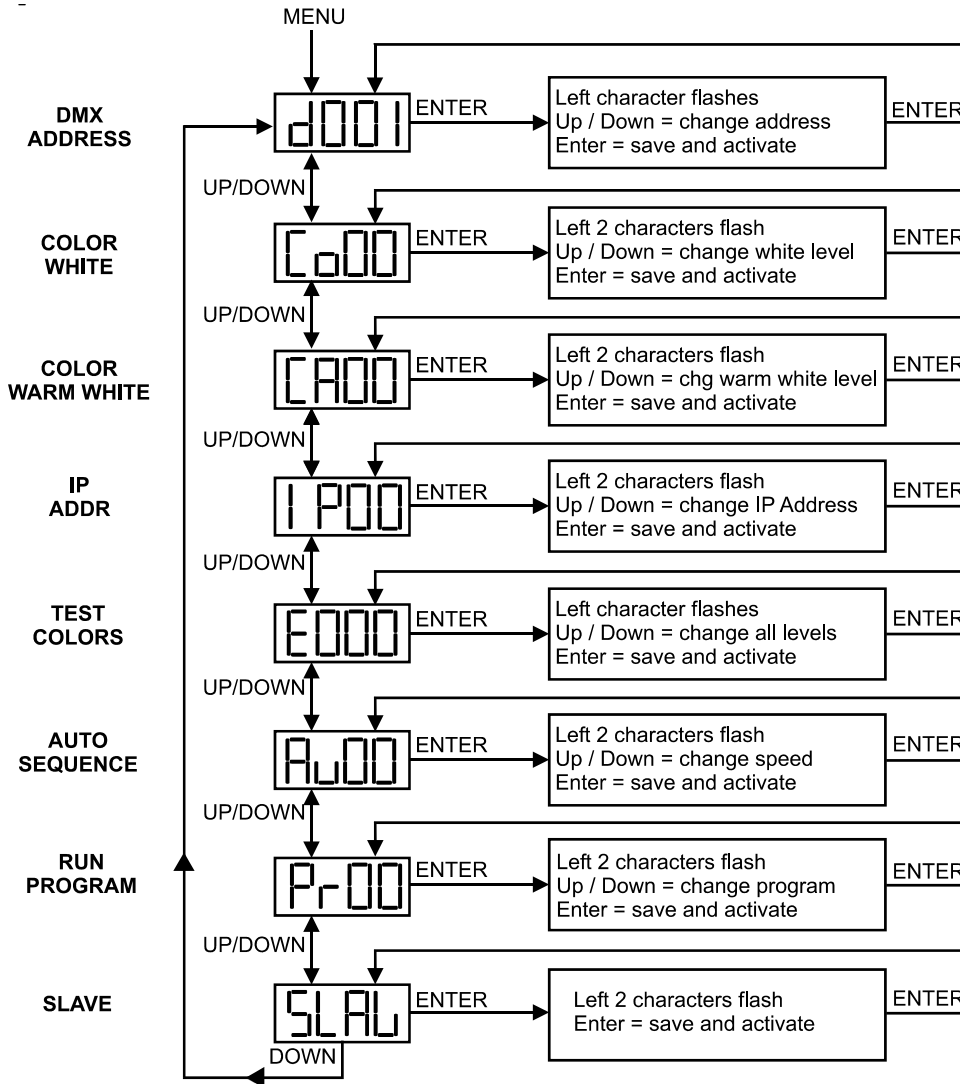 MENU
DMX
ADDRESS
d001
ENTER
Left character flashes
Up / Down = change address
Enter = save and activate
ENTER
UP/DOWN
COLOR
WHITE
Co00
ENTER
Left 2 characters flash
Up / Down = change white level
Enter = save and activate
ENTER
UP/DOWN
COLOR
WARM WHITE
CA00
ENTER
Left 2 characters flash
Up / Down = chg warm white level
Enter = save and activate
ENTER
UP/DOWN
IP
ADDR
IP00
ENTER
Left 2 characters flash
Up / Down = change IP Address
Enter = save and activate
ENTER
UP/DOWN
TEST
COLORS
E000
ENTER
Left character flashes
Up / Down = change all levels
Enter = save and activate
ENTER
UP/DOWN
AUTO
SEQUENCE
Au00
ENTER
Left 2 characters flash
Up / Down = change speed
Enter = save and activate
ENTER
UP/DOWN
RUN
PROGRAM
Pr00
ENTER
Left 2 characters flash
Up / Down = change program
Enter = save and activate
ENTER
UP/DOWN
SLAVE
SLAU
ENTER
Left 2 characters flash
Enter = save and activate
ENTER
DOWN